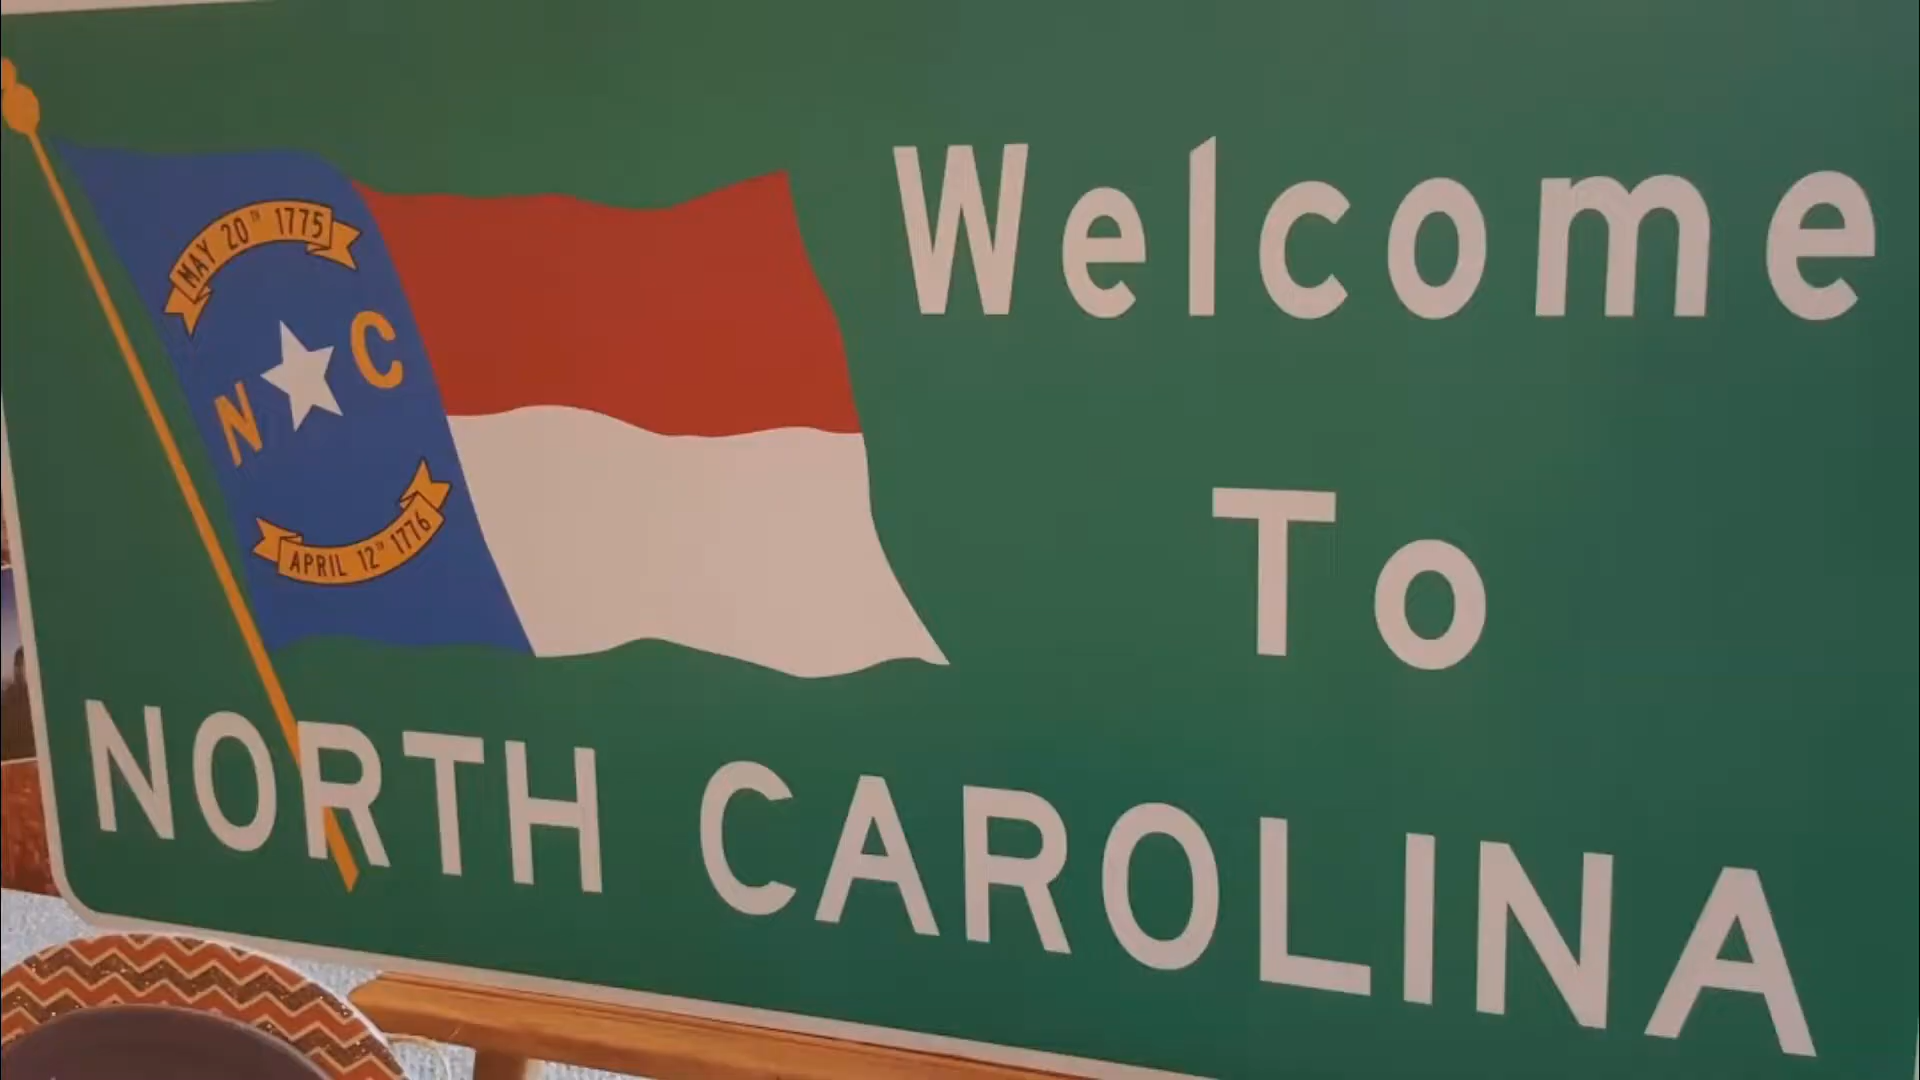 MAY 20TH 1775
N C
APRIL 12TH 1776
Welcome
To
NORTH CAROLINA